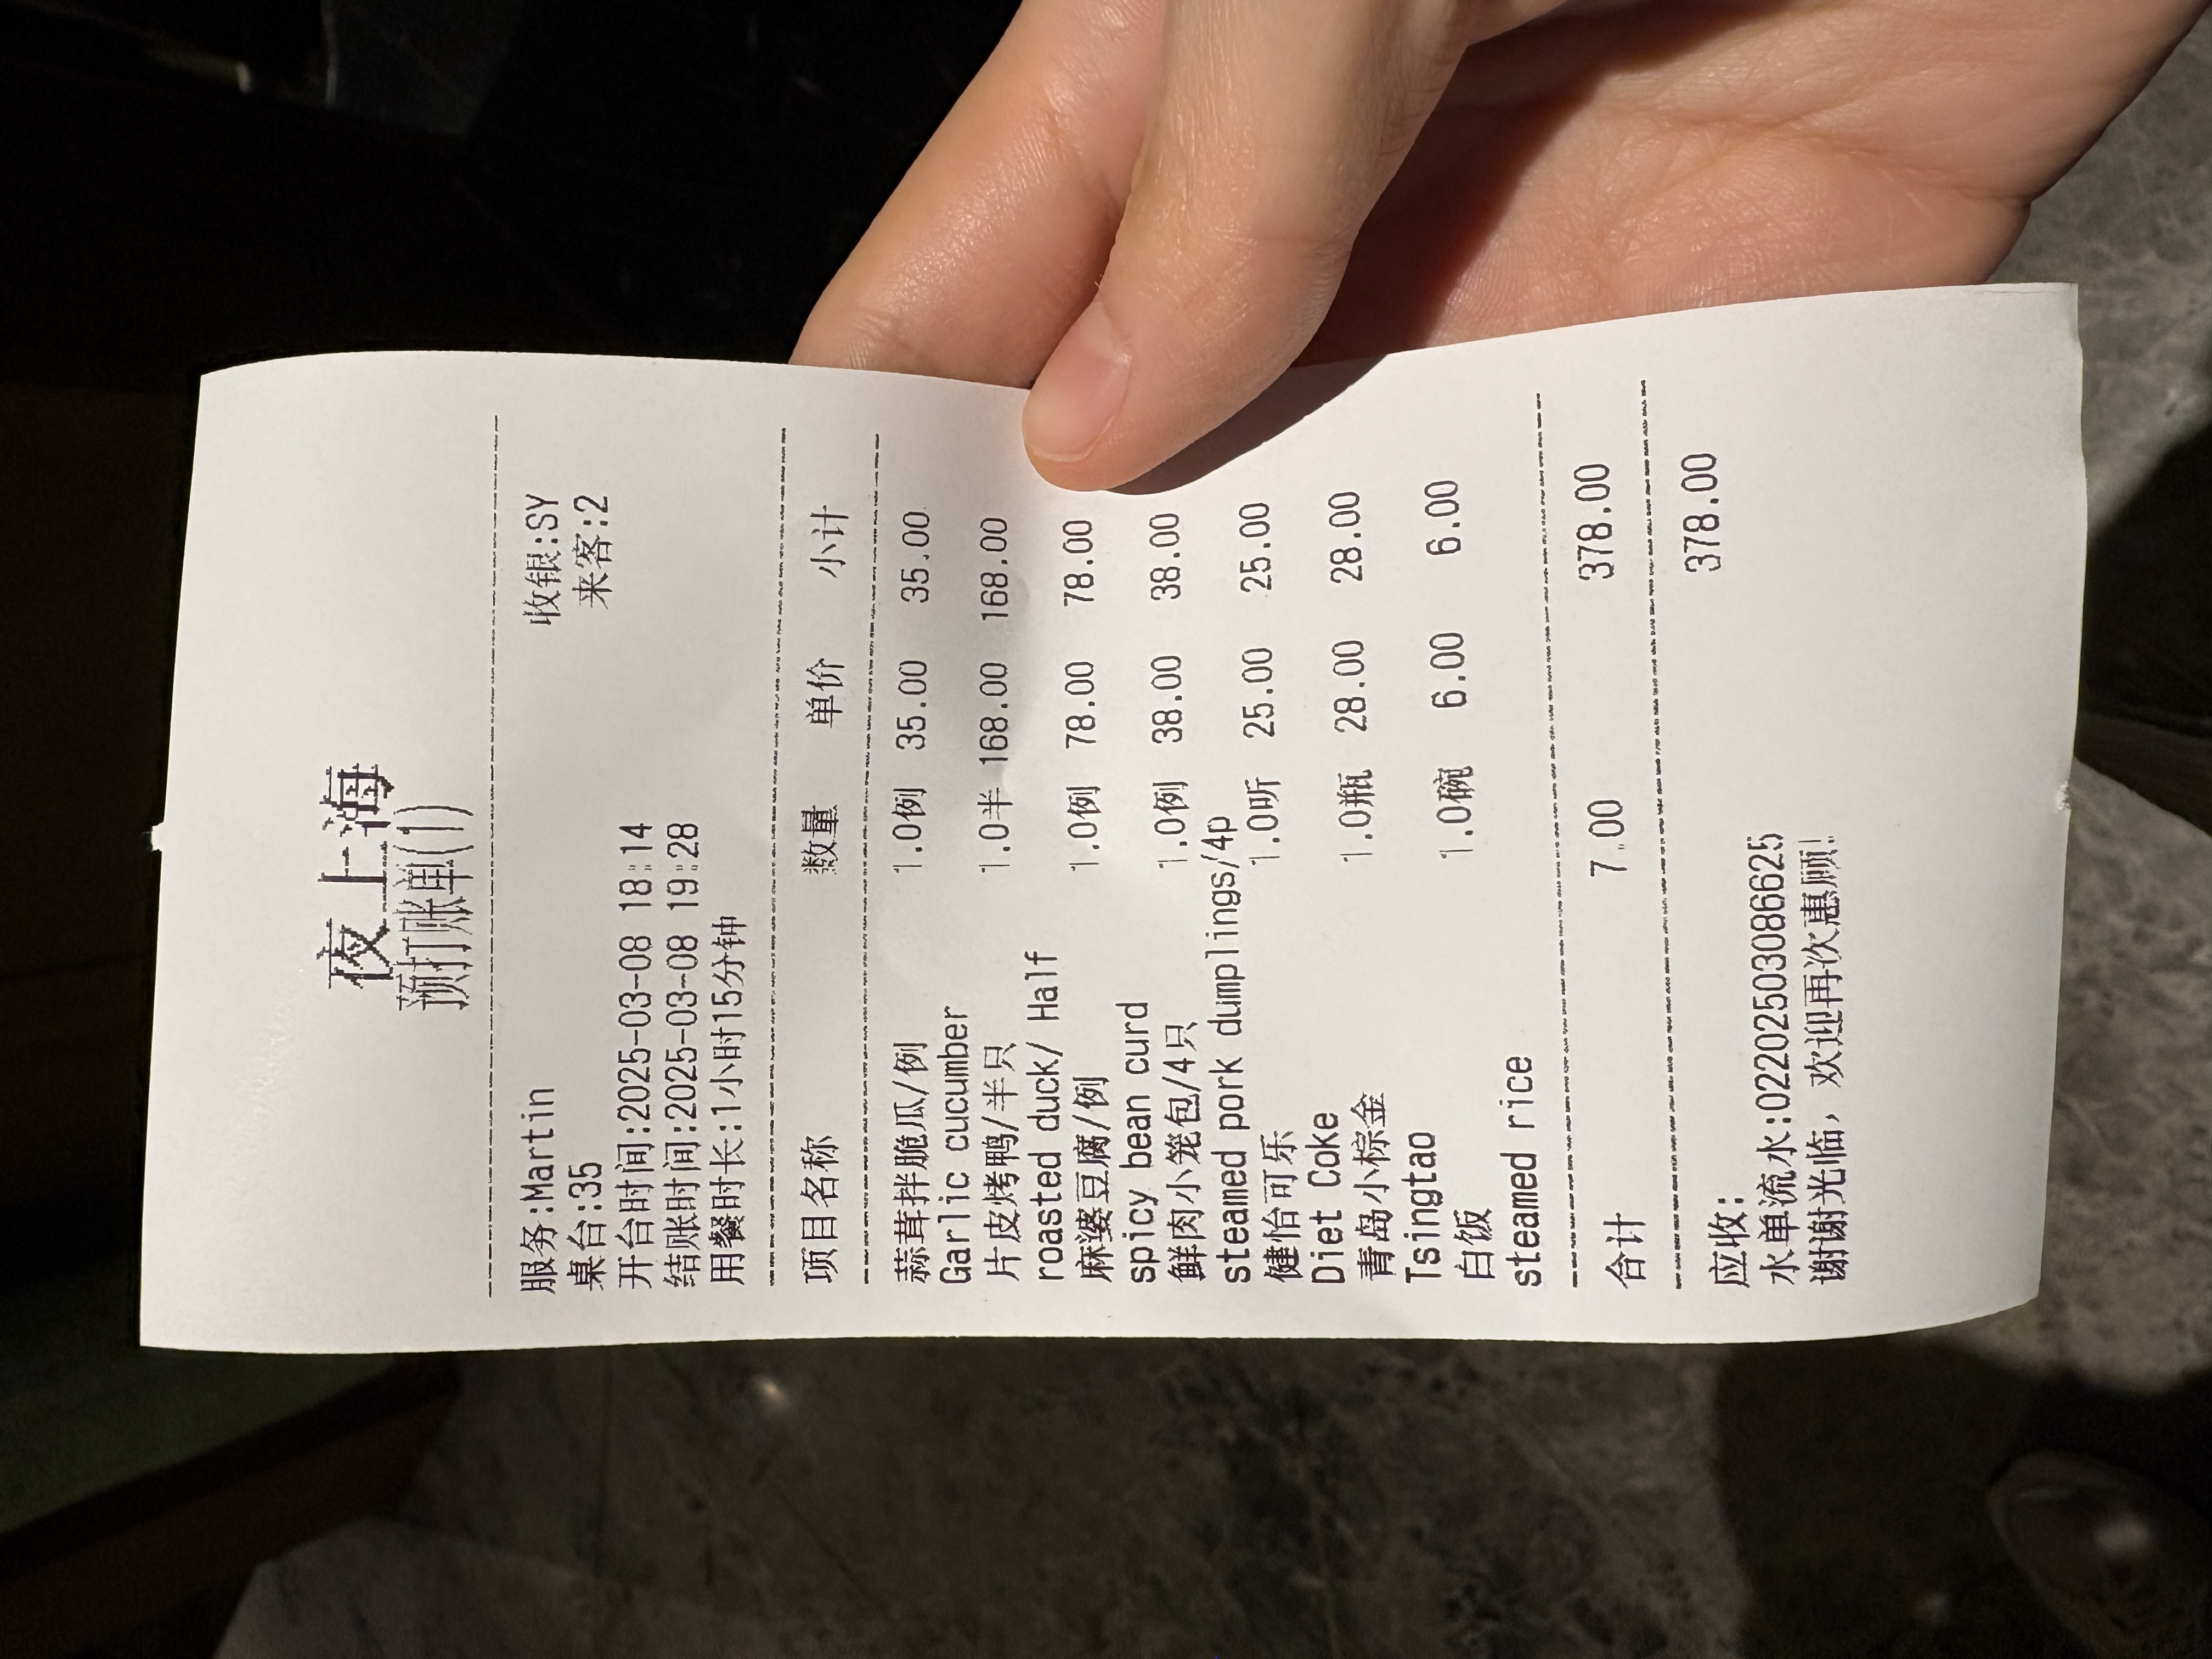 夜上海
预打账单(1)
服务:Martin 收银:SY
桌台:35 来客:2
开台时间:2025-03-08 18:14
结账时间:2025-03-08 19:28
用餐时长:1小时15分钟
项目名称 数量 单价 小计
蒜茸拌脆瓜/例 1.0例 35.00 35.00
Garlic cucumber
片皮烤鸭/半只 1.0半 168.00 168.00
roasted duck/ Half
麻婆豆腐/例 1.0例 78.00 78.00
spicy bean curd
鲜肉小笼包/4只 1.0例 38.00 38.00
steamed pork dumplings/4p
健怡可乐 1.0听 25.00 25.00
Diet Coke
青岛小棕金 1.0瓶 28.00 28.00
Tsingtao
白饭 1.0碗 6.00 6.00
steamed rice
合计 7.00 378.00
应收: 378.00
水单流水:02202503086625
谢谢光临，欢迎再次惠顾!